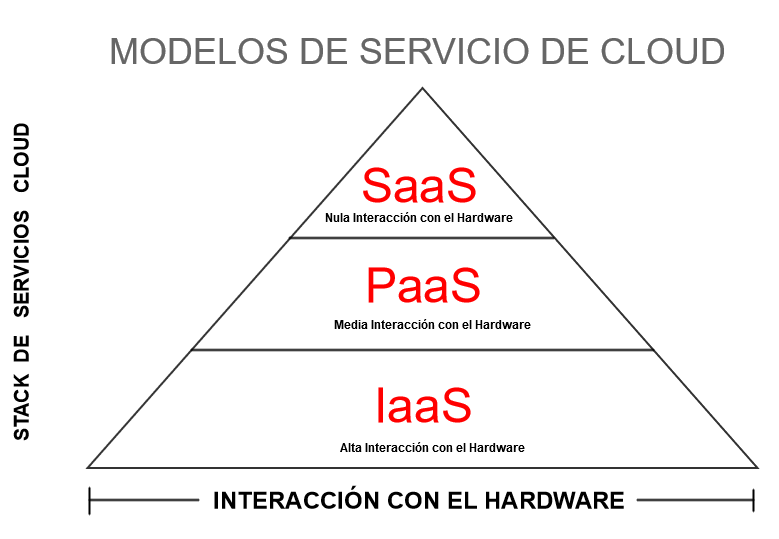 MODELOS DE SERVICIO DE CLOUD
STACK DE SERVICIOS CLOUD
SaaS
Nula Interacción con el Hardware
PaaS
Media Interacción con el Hardware
IaaS
Alta Interacción con el Hardware
INTERACCIÓN CON EL HARDWARE